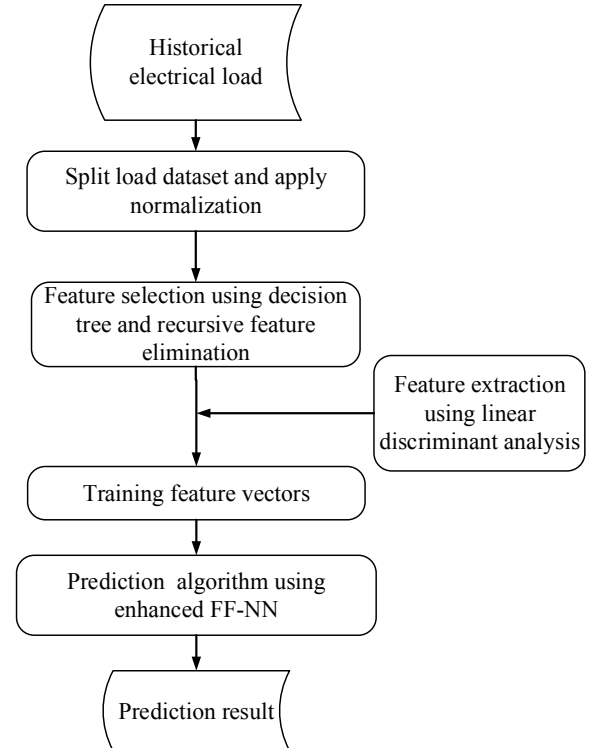 Historical
electrical load
Split load dataset and apply
normalization
Feature selection using decision
tree and recursive feature
elimination
Feature extraction
using linear
discriminant analysis
Training feature vectors
Prediction algorithm using
enhanced FF-NN
Prediction result